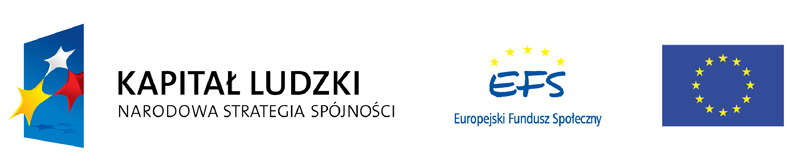 KAPITAŁ LUDZKI
NARODOWA STRATEGIA SPÓJNOŚCI
EFS
Europejski Fundusz Społeczny